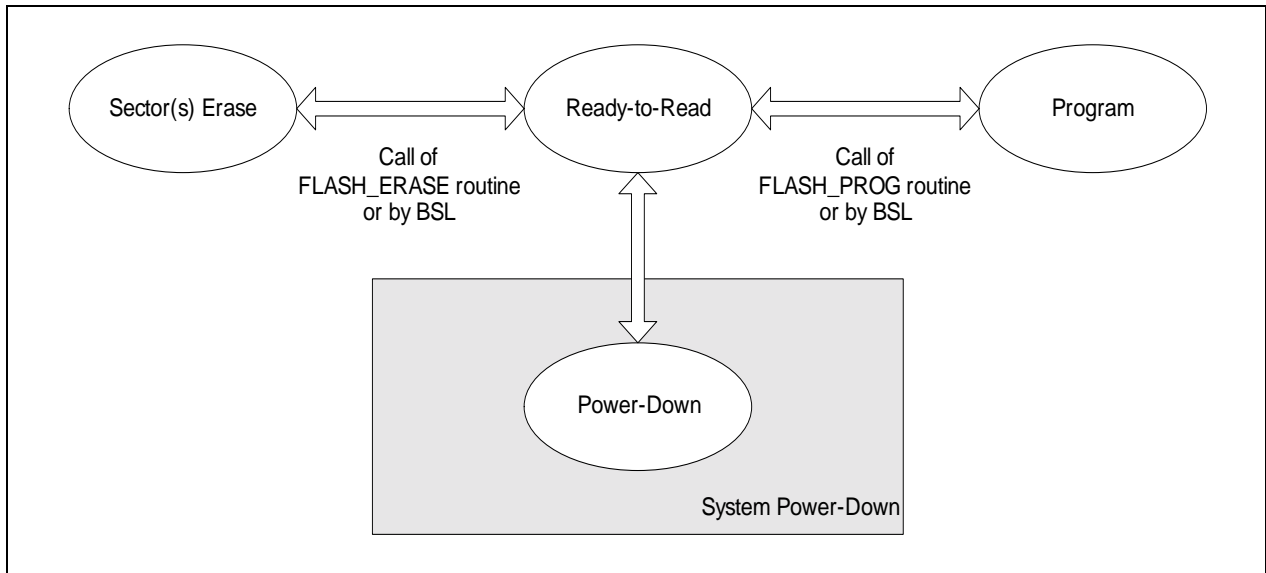 Sector(s) Erase
Ready-to-Read
Program
Call of
FLASH_ERASE routine
or by BSL
Call of
FLASH_PROG routine
or by BSL
Power-Down
System Power-Down